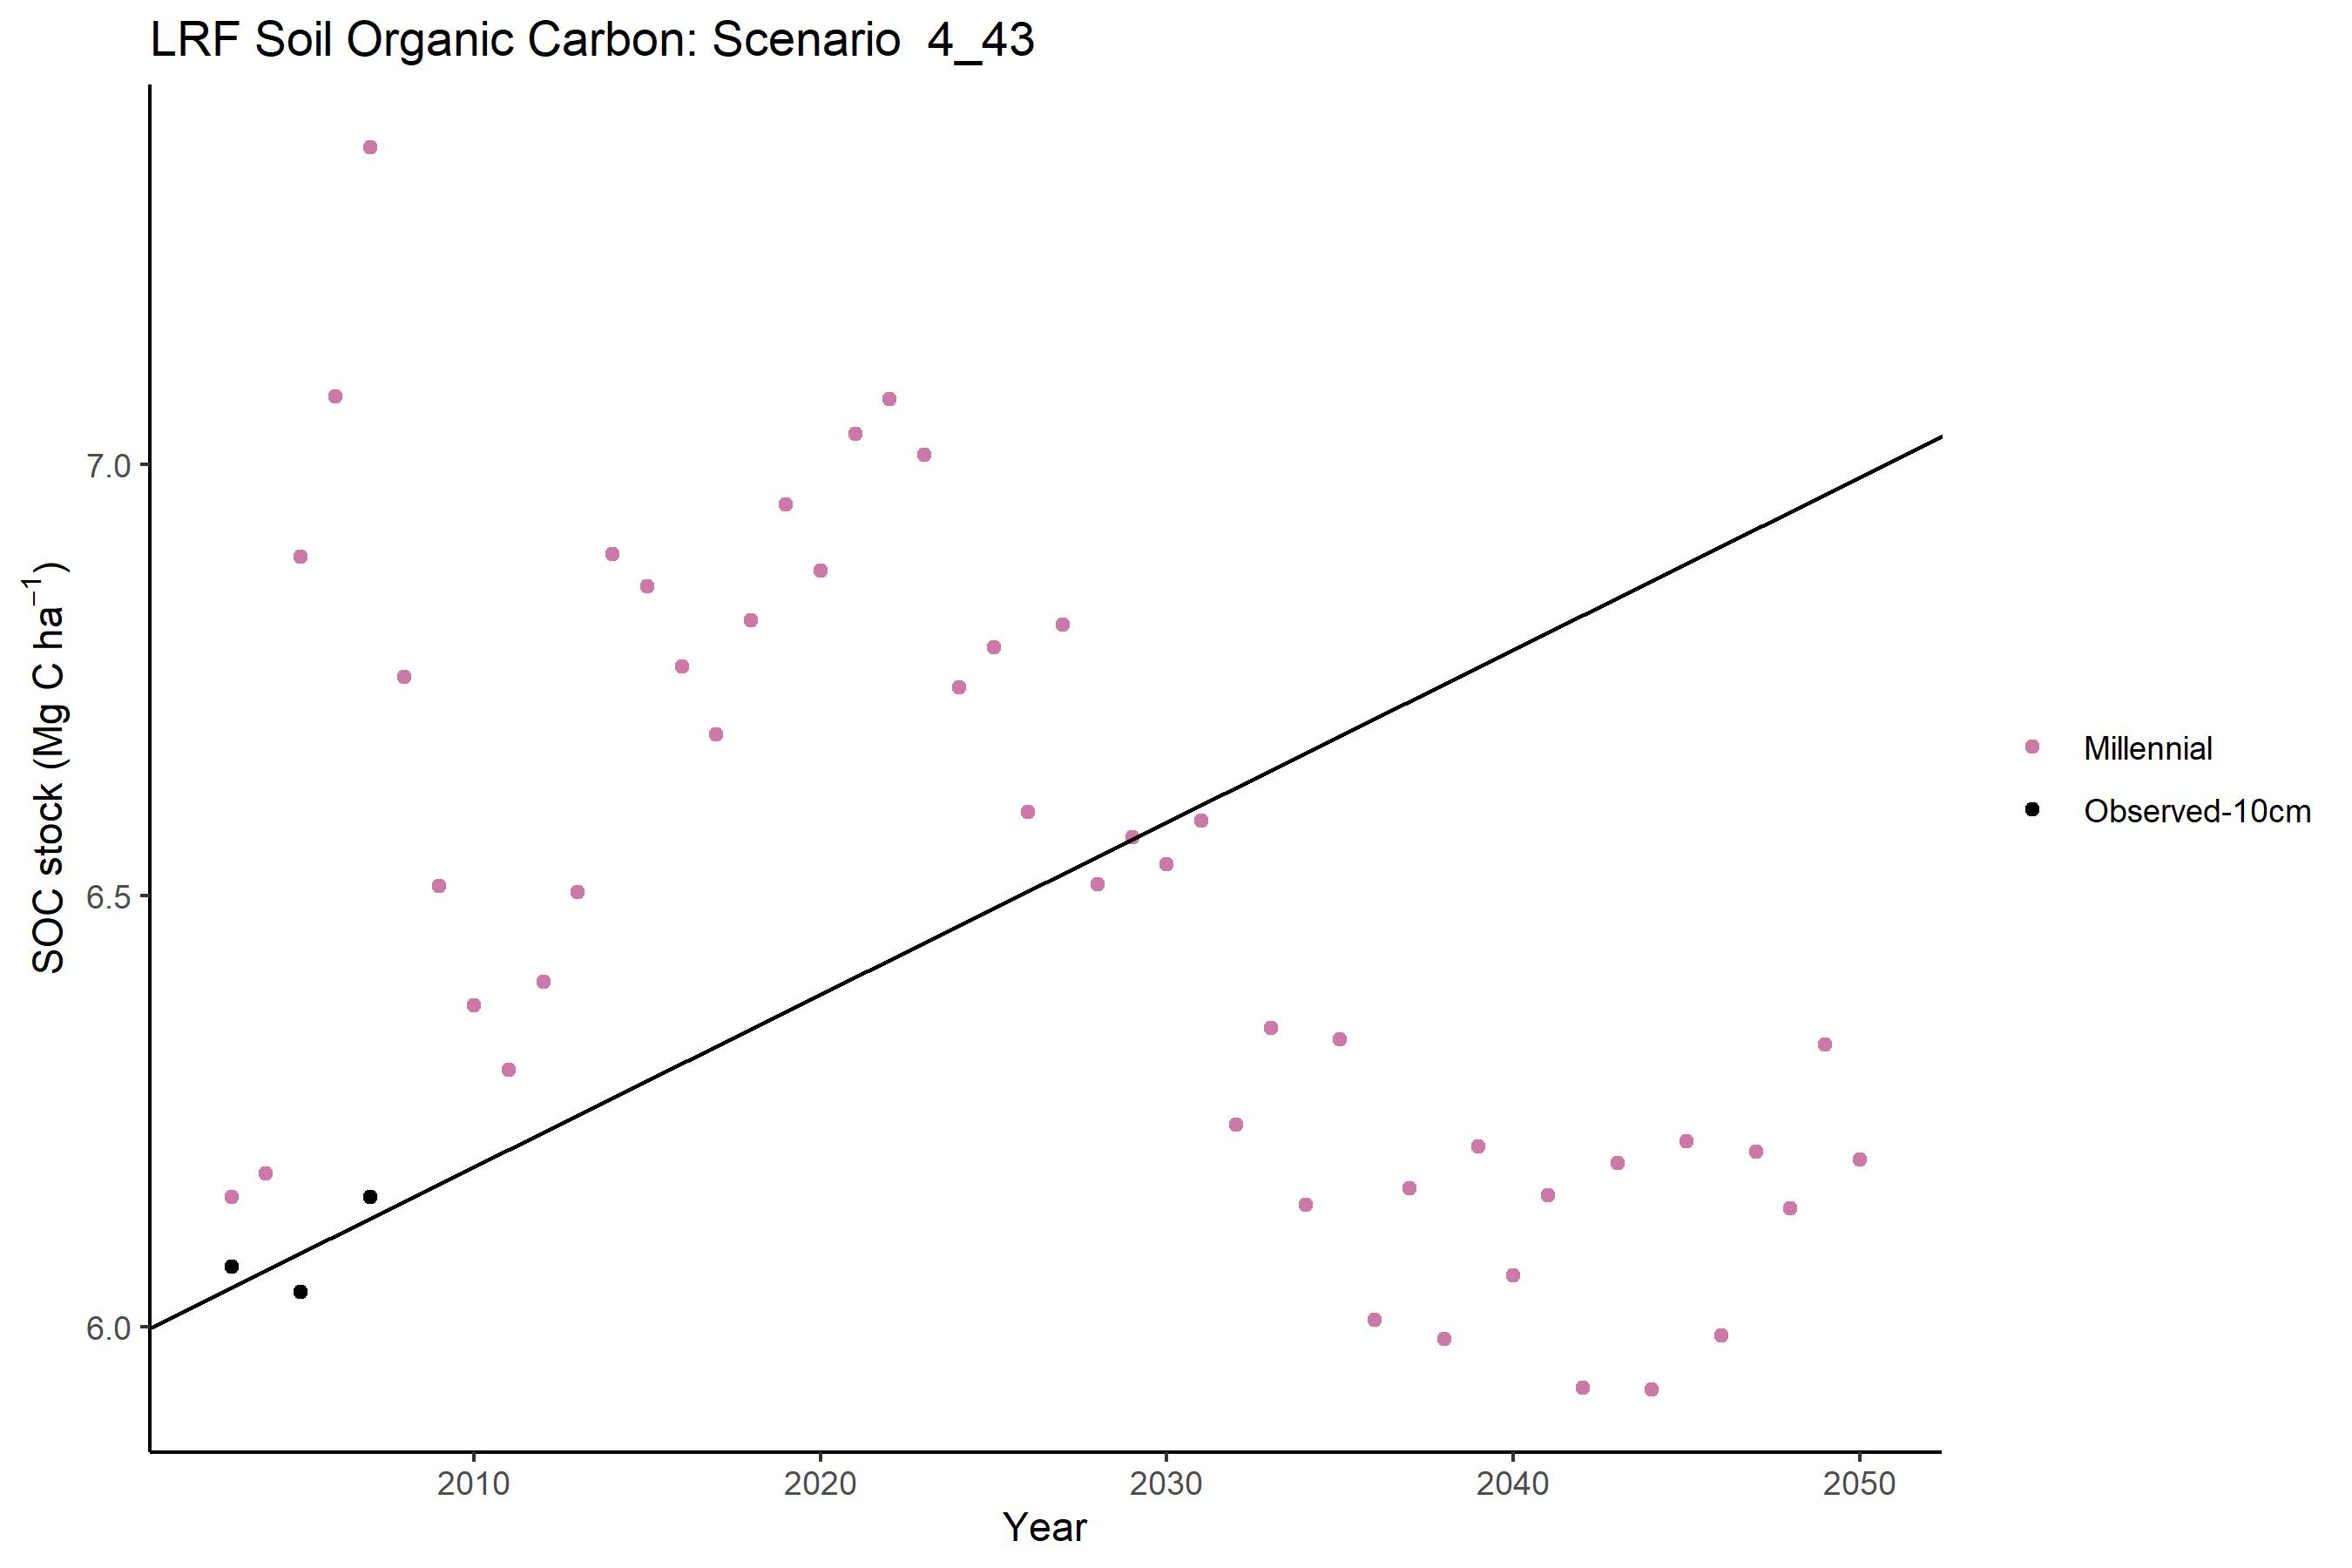 LRF Soil Organic Carbon: Scenario  4_43
SOC stock (Mg C ha⁻¹)
7.0
6.5
6.0
2010
2020
2030
2040
2050
Year
Millennial
Observed-10cm